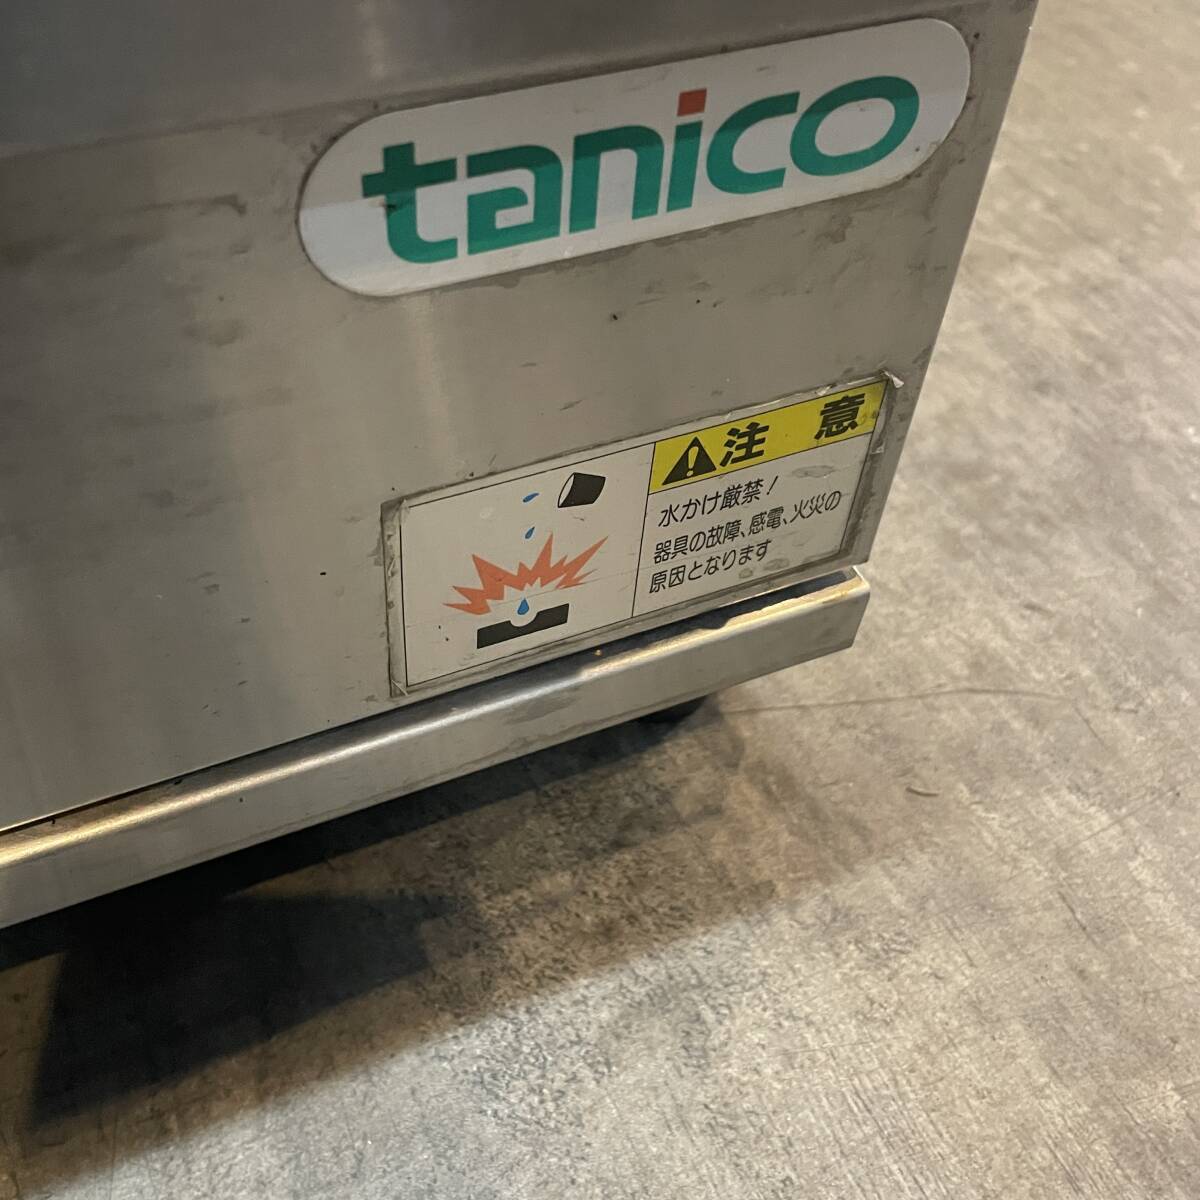 tanico
注意
水かけ厳禁!
器具の故障、感電、火災の
原因となります